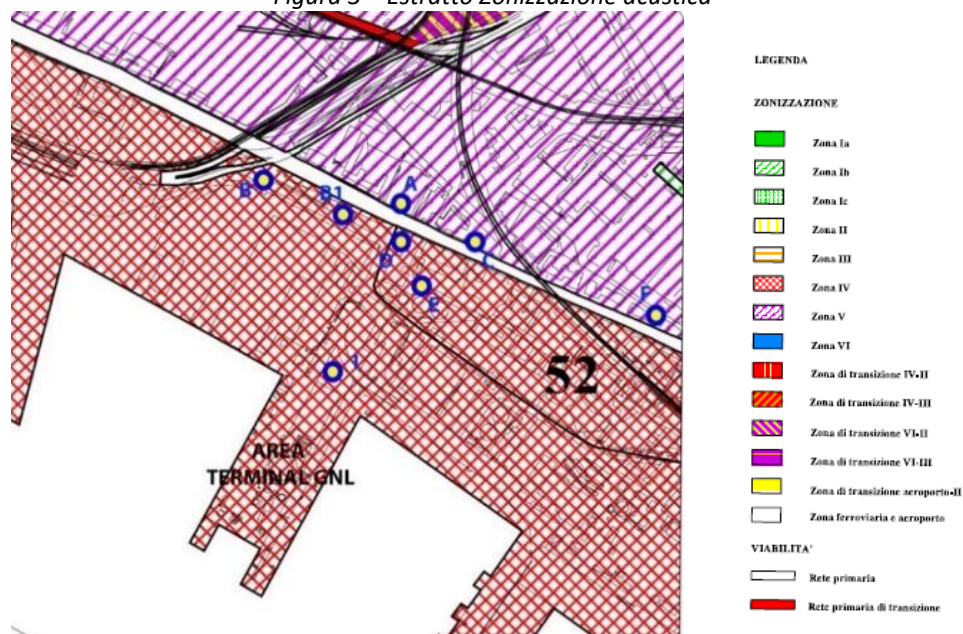 Figura 3 – Estratto Zonizzazione acustica
B
B1
A
D
C
E
F
1
52
AREA
TERMINAL GNL
LEGENDA
ZONIZZAZIONE
Zona Ia
Zona Ib
Zona Ic
Zona II
Zona III
Zona IV
Zona V
Zona VI
Zona di transizione IV-II
Zona di transizione IV-III
Zona di transizione VI-II
Zona di transizione VI-III
Zona di transizione aeroporto-II
Zona ferroviaria e aeroporto
VIABILITA'
Rete primaria
Rete primaria di transizione